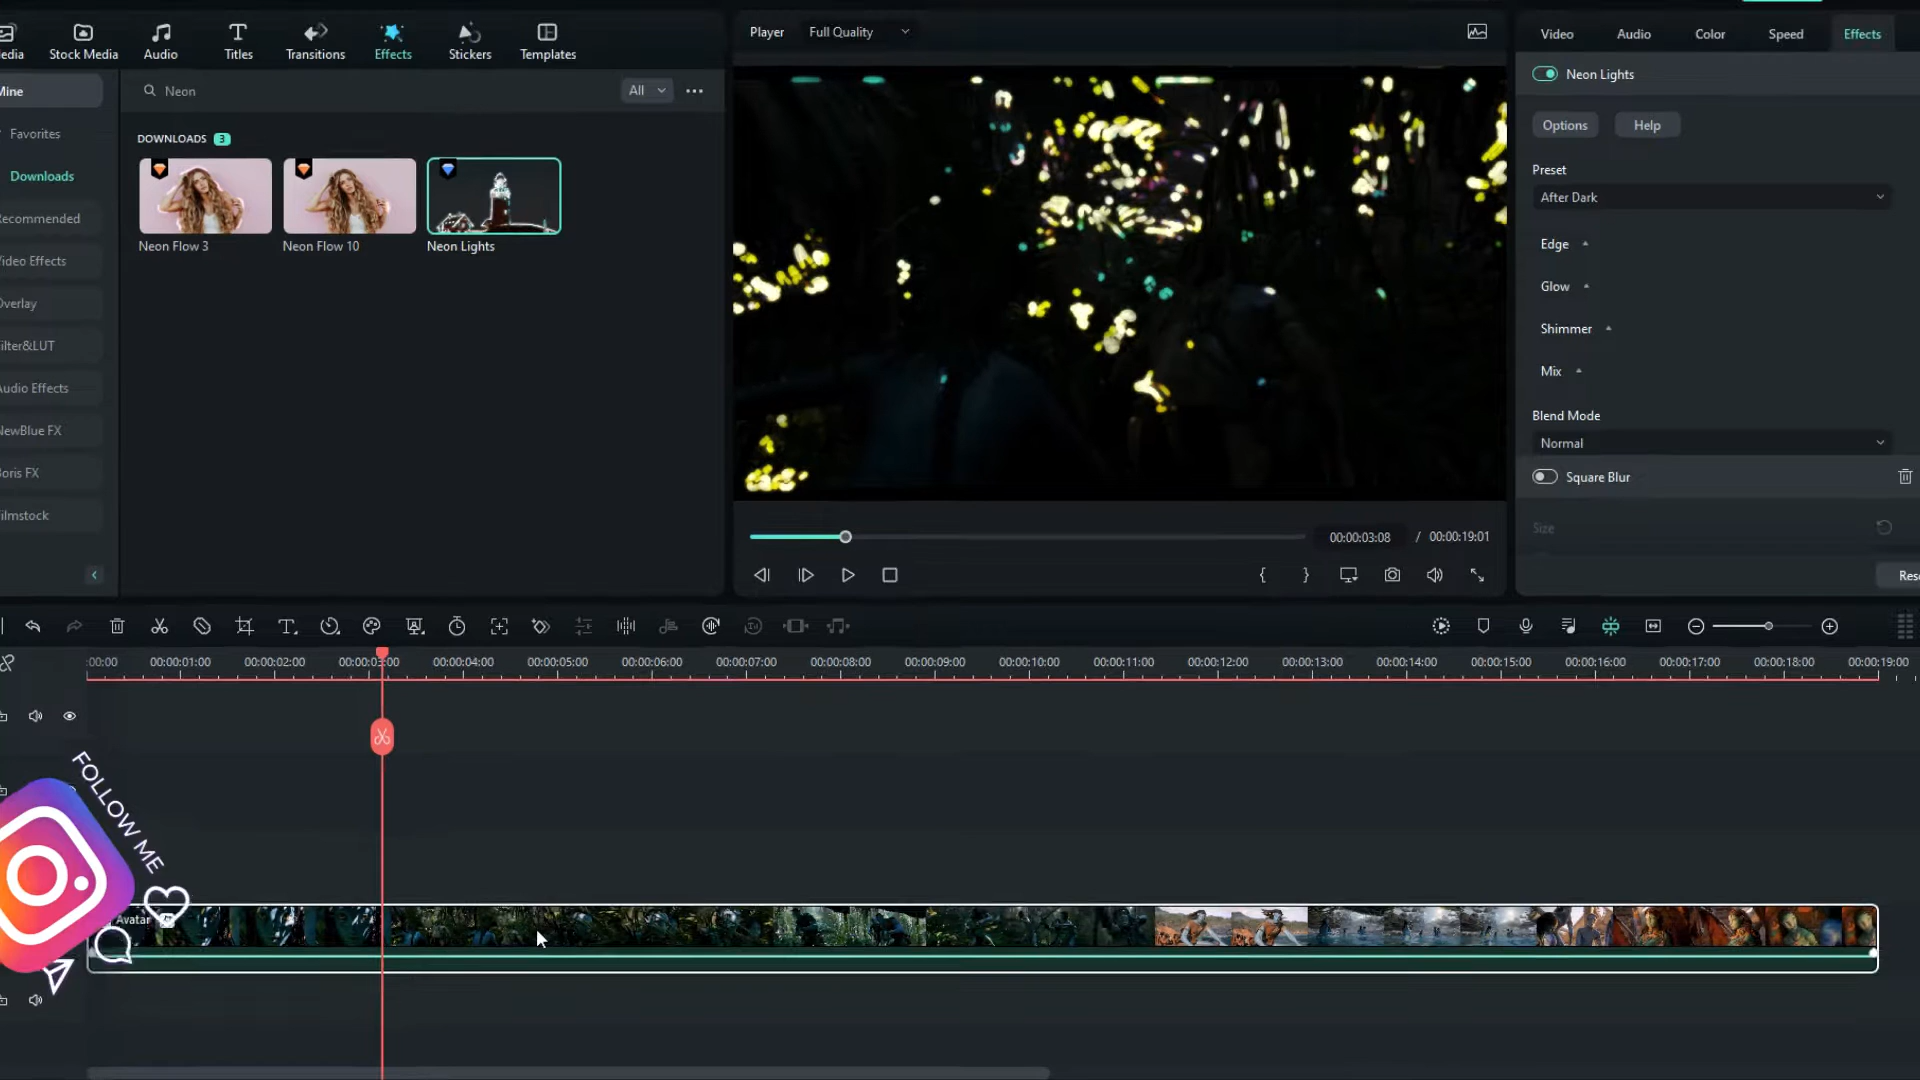 edia
Stock Media
Audio
Titles
Transitions
Effects
Stickers
Templates
Player
Full Quality
Video
Audio
Color
Speed
Effects
Mine
Neon
All
Neon Lights
Favorites
DOWNLOADS 3
Options
Help
Downloads
Preset
After Dark
Recommended
Neon Flow 3
Neon Flow 10
Neon Lights
Edge
Video Effects
Glow
Overlay
Shimmer
ilter&LUT
Mix
Audio Effects
Blend Mode
NewBlue FX
Normal
Boris FX
Square Blur
ilmstock
Size
00:00:03:08 / 00:00:19:01
Rese
:00:00
00:00:01:00
00:00:02:00
00:00:03:00
00:00:04:00
00:00:05:00
00:00:06:00
00:00:07:00
00:00:08:00
00:00:09:00
00:00:10:00
00:00:11:00
00:00:12:00
00:00:13:00
00:00:14:00
00:00:15:00
00:00:16:00
00:00:17:00
00:00:18:00
00:00:19:00
FOLLOW ME
Avatar